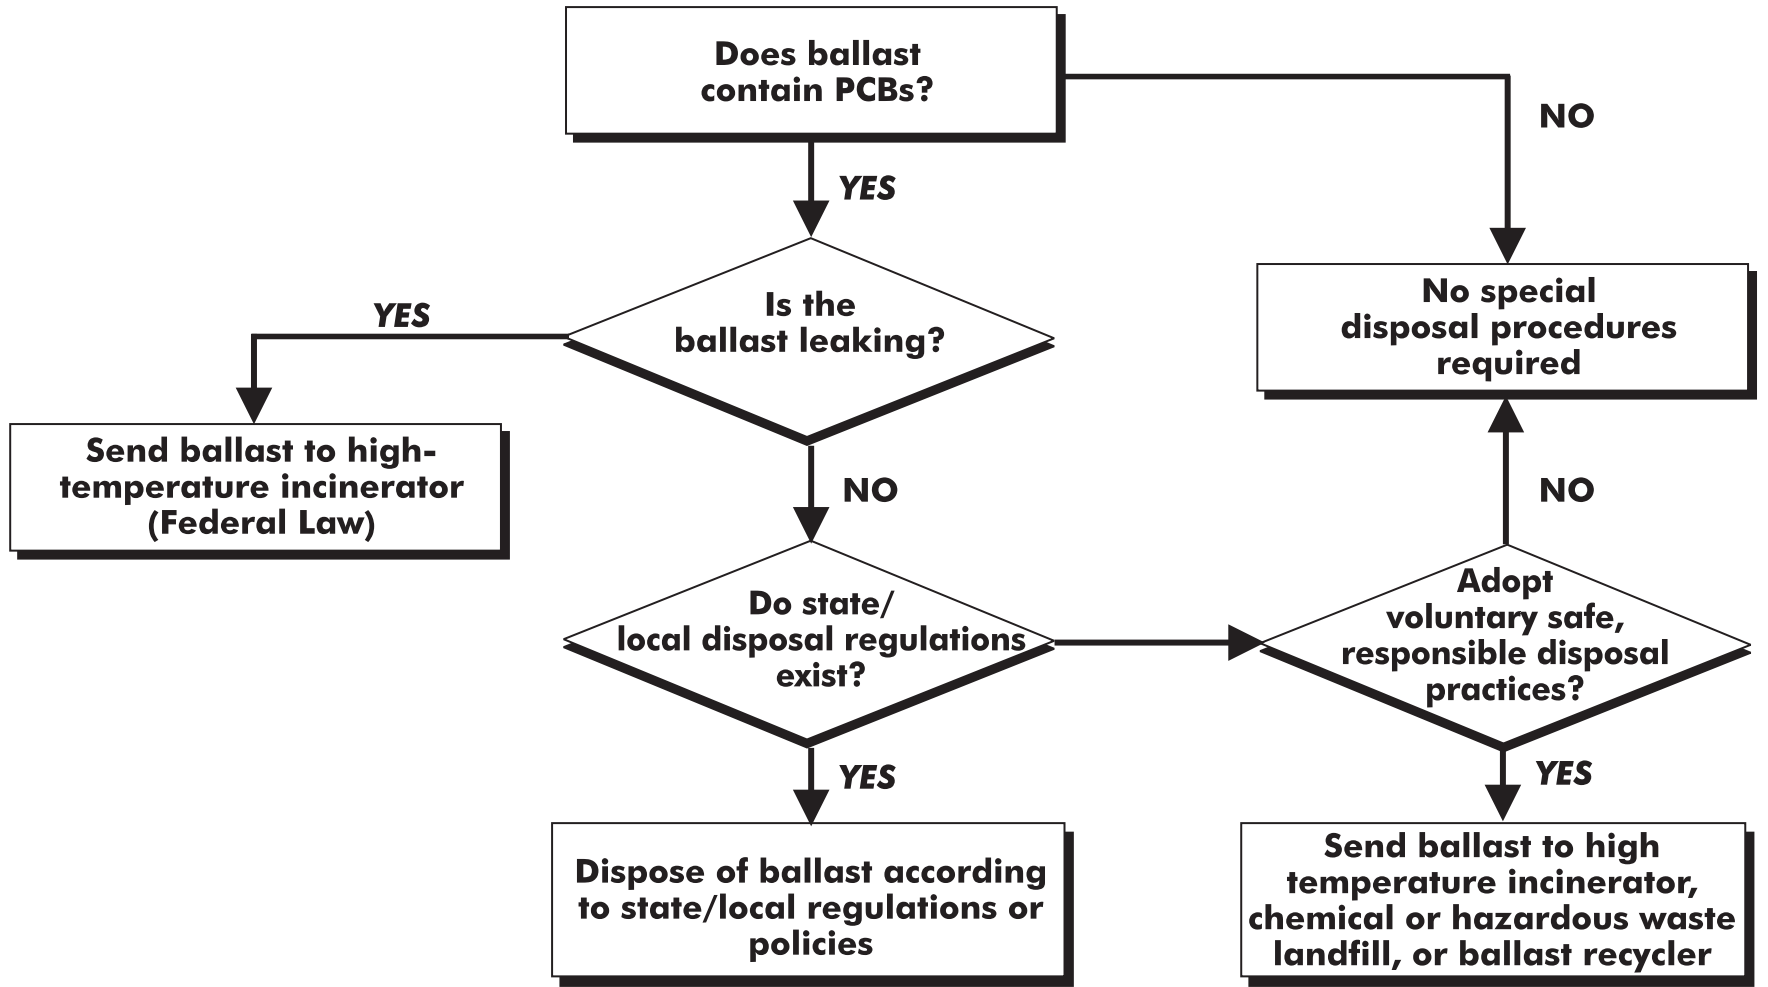 Does ballast
contain PCBs?
NO
YES
Is the
ballast leaking?
YES
No special
disposal procedures
required
Send ballast to high-
temperature incinerator
(Federal Law)
NO
NO
Do state/
local disposal regulations
exist?
Adopt
voluntary safe,
responsible disposal
practices?
YES
YES
Dispose of ballast according
to state/local regulations or
policies
Send ballast to high
temperature incinerator,
chemical or hazardous waste
landfill, or ballast recycler